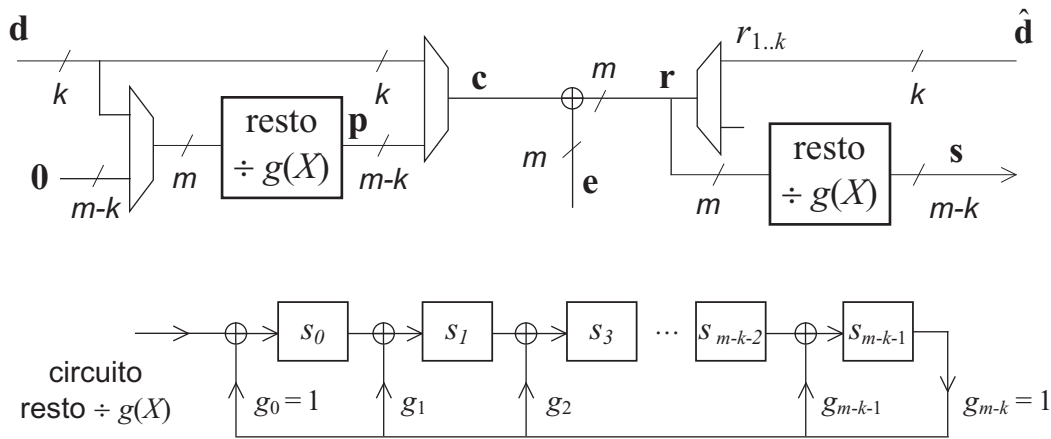 d
k
0
m-k
m
resto
÷ g(X)
p
k
m-k
c
m
e
m
r
r1..k
m
resto
÷ g(X)
k
d̂
s
m-k
s0
s1
s3
...
sm-k-2
sm-k-1
circuito
resto ÷ g(X)
g0 = 1
g1
g2
gm-k-1
gm-k = 1